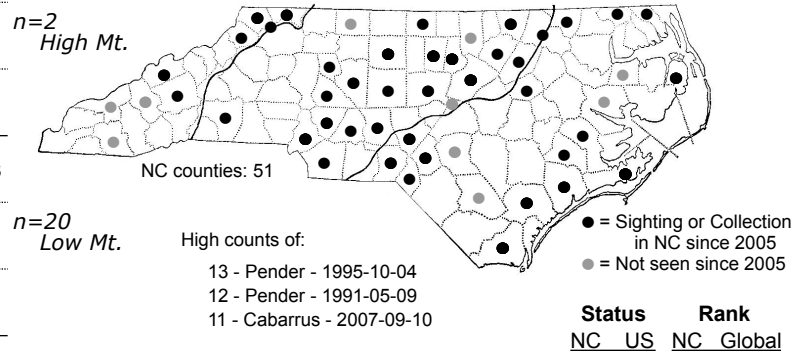 n=2
High Mt.
NC counties: 51
n=20
Low Mt.
High counts of:
13 - Pender - 1995-10-04
12 - Pender - 1991-05-09
11 - Cabarrus - 2007-09-10
= Sighting or Collection
in NC since 2005
= Not seen since 2005
Status Rank
NC US NC Global